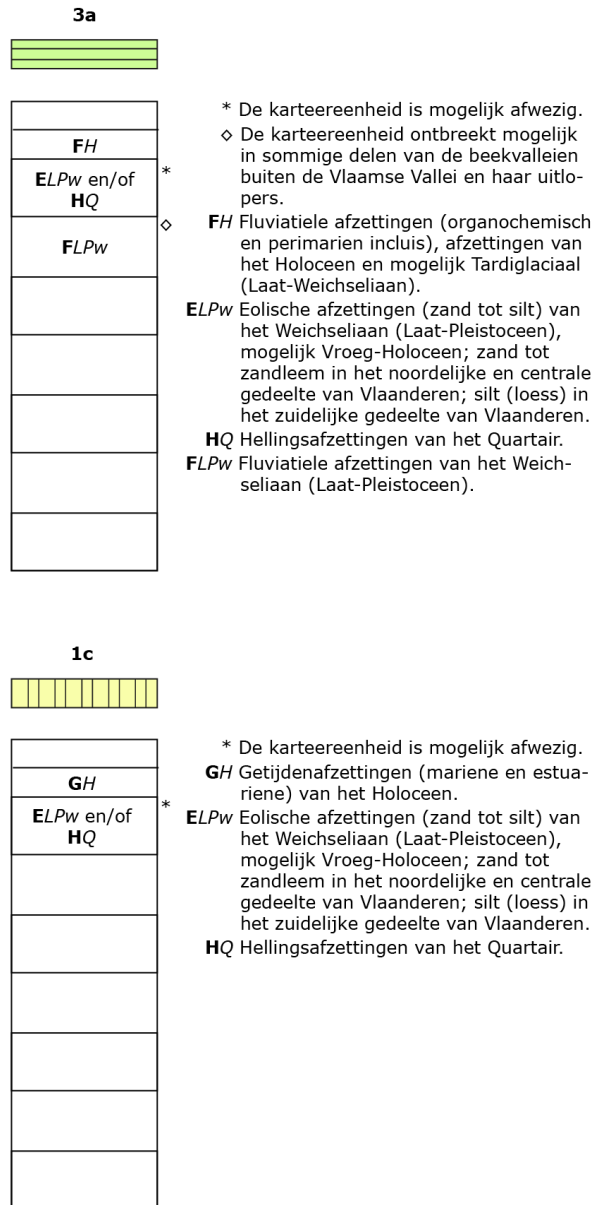 3a
FH
ELPw en/of
HQ
*
FLPw
◇
* De karteereenheid is mogelijk afwezig.
◇ De karteereenheid ontbreekt mogelijk
in sommige delen van de beekvalleien
buiten de Vlaamse Vallei en haar uitlo-
pers.
FH Fluviatiele afzettingen (organochemisch
en perimarien incluis), afzettingen van
het Holoceen en mogelijk Tardiglaciaal
(Laat-Weichseliaan).
ELPw Eolische afzettingen (zand tot silt) van
het Weichseliaan (Laat-Pleistoceen),
mogelijk Vroeg-Holoceen; zand tot
zandleem in het noordelijke en centrale
gedeelte van Vlaanderen; silt (loess) in
het zuidelijke gedeelte van Vlaanderen.
HQ Hellingsafzettingen van het Quartair.
FLPw Fluviatiele afzettingen van het Weich-
seliaan (Laat-Pleistoceen).
1c
GH
ELPw en/of
HQ
*
* De karteereenheid is mogelijk afwezig.
GH Getijdenafzettingen (mariene en estua-
riene) van het Holoceen.
ELPw Eolische afzettingen (zand tot silt) van
het Weichseliaan (Laat-Pleistoceen),
mogelijk Vroeg-Holoceen; zand tot
zandleem in het noordelijke en centrale
gedeelte van Vlaanderen; silt (loess) in
het zuidelijke gedeelte van Vlaanderen.
HQ Hellingsafzettingen van het Quartair.